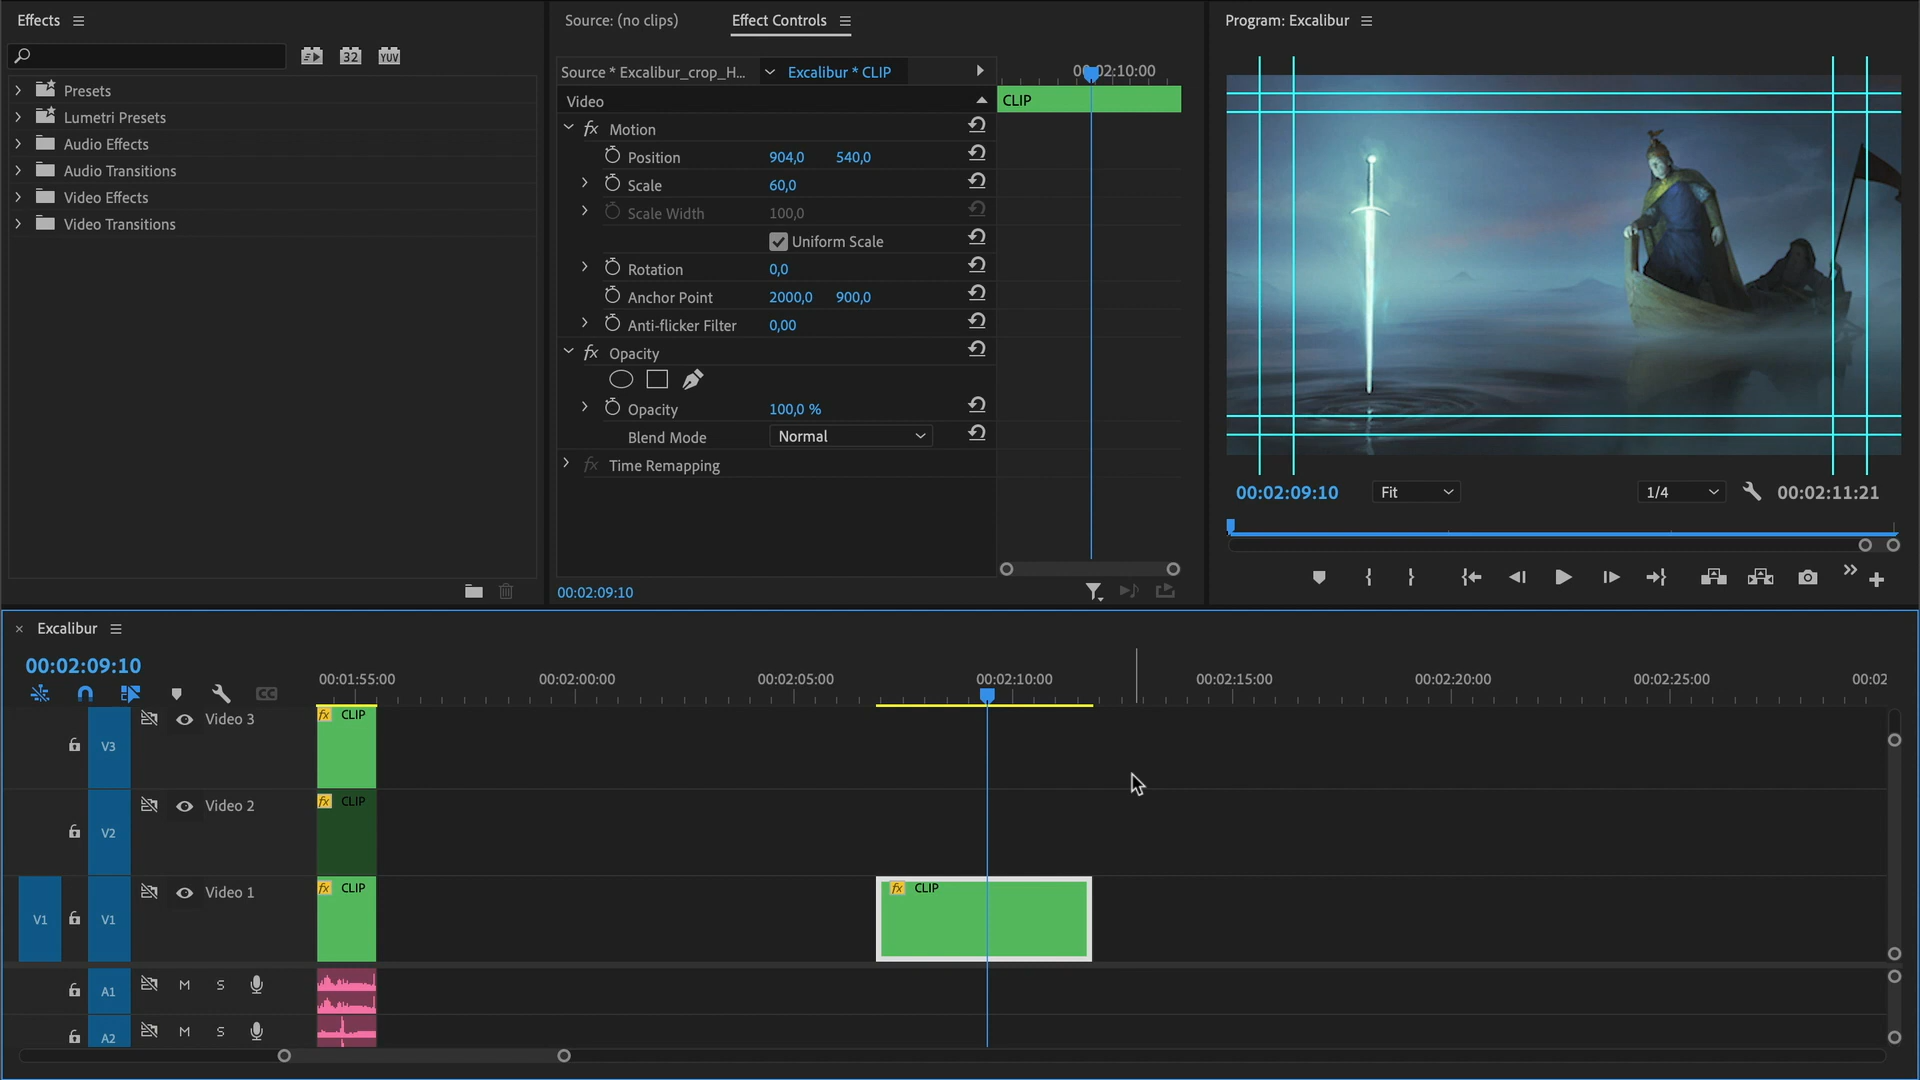 Effects
32
YUV
Presets
Lumetri Presets
Audio Effects
Audio Transitions
Video Effects
Video Transitions
Source: (no clips)
Effect Controls
Source * Excalibur_crop_H...
Excalibur * CLIP
00:02:10:00
Video
CLIP
fx Motion
Position 904,0 540,0
Scale 60,0
Scale Width 100,0
Uniform Scale
Rotation 0,0
Anchor Point 2000,0 900,0
Anti-flicker Filter 0,00
fx Opacity
Opacity 100,0 %
Blend Mode Normal
fx Time Remapping
00:02:09:10
Program: Excalibur
00:02:09:10
Fit
1/4
00:02:11:21
Excalibur
00:02:09:10
CC
00:01:55:00
00:02:00:00
00:02:05:00
00:02:10:00
00:02:15:00
00:02:20:00
00:02:25:00
00:02
V3 Video 3
fx CLIP
V2 Video 2
fx CLIP
V1 V1 Video 1
fx CLIP
fx CLIP
A1 M S
A2 M S